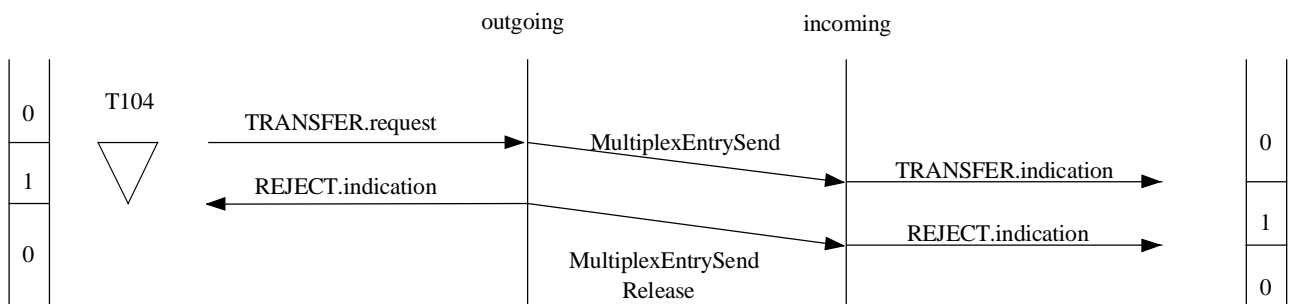 outgoing
incoming
T104
0
TRANSFER.request
MultiplexEntrySend
0
1
REJECT.indication
TRANSFER.indication
1
REJECT.indication
0
MultiplexEntrySend
Release
0